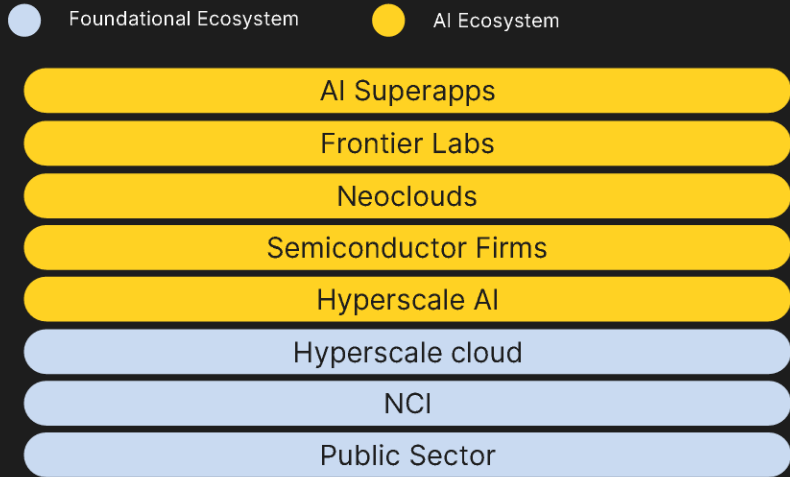 Foundational Ecosystem
AI Ecosystem
AI Superapps
Frontier Labs
Neoclouds
Semiconductor Firms
Hyperscale AI
Hyperscale cloud
NCI
Public Sector